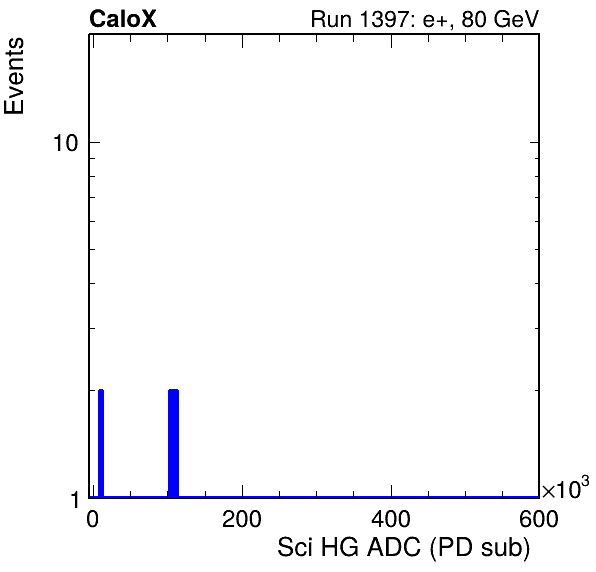 CaloX Run 1397: e+, 80 GeV
Events
10
1
×10³
0 200 400 600
Sci HG ADC (PD sub)